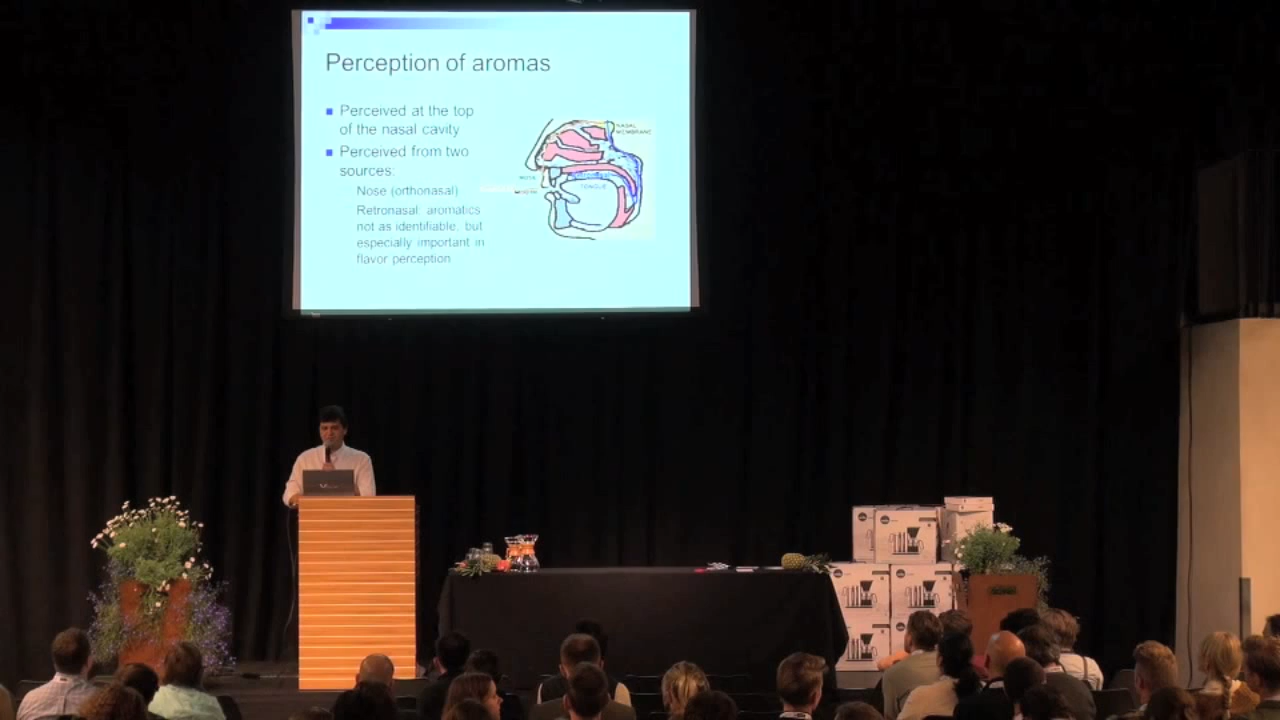 Perception of aromas
Perceived at the top
of the nasal cavity
Perceived from two
sources:
Nose (orthonasal)
Retronasal: aromatics
not as identifiable, but
especially important in
flavor perception
NASAL
MEMBRANE
TONGUE